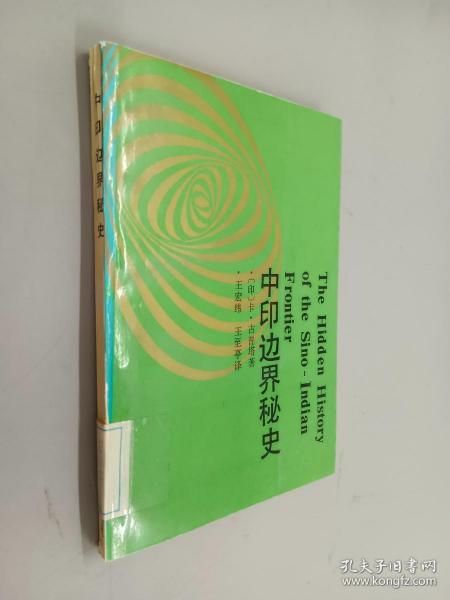 中印边界秘史
The Hidden History
of the Sino-Indian
Frontier
中印边界秘史
·〔印〕卡·古普塔著
·王宏纬 王至亭译
孔夫子旧书网
www.kongfz.com